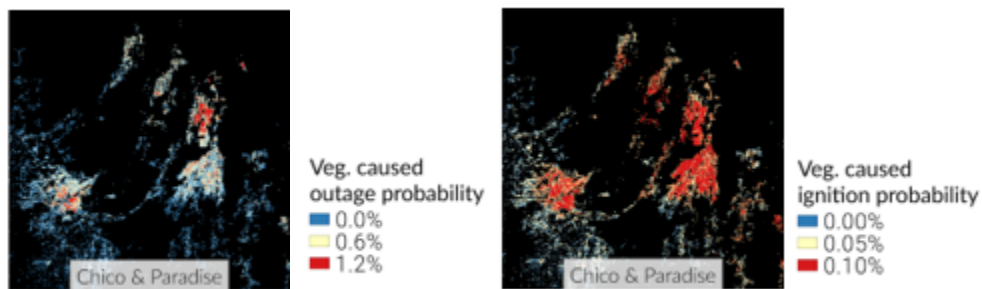 Chico & Paradise
Veg. caused
outage probability
0.0%
0.6%
1.2%
Chico & Paradise
Veg. caused
ignition probability
0.00%
0.05%
0.10%